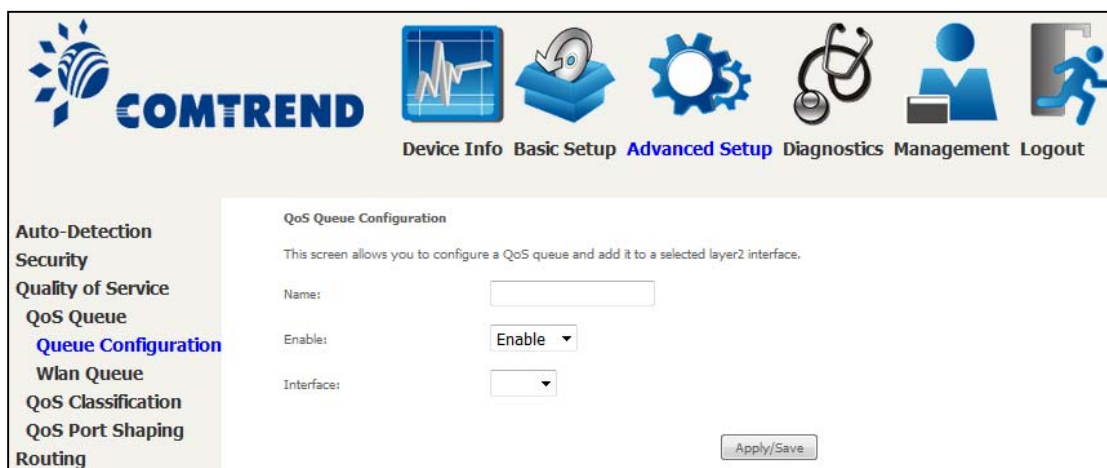 COMTREND
Device Info Basic Setup Advanced Setup Diagnostics Management Logout
Auto-Detection
Security
Quality of Service
QoS Queue
Queue Configuration
Wlan Queue
QoS Classification
QoS Port Shaping
Routing
QoS Queue Configuration
This screen allows you to configure a QoS queue and add it to a selected layer2 interface.
Name:
Enable: Enable
Interface:
Apply/Save